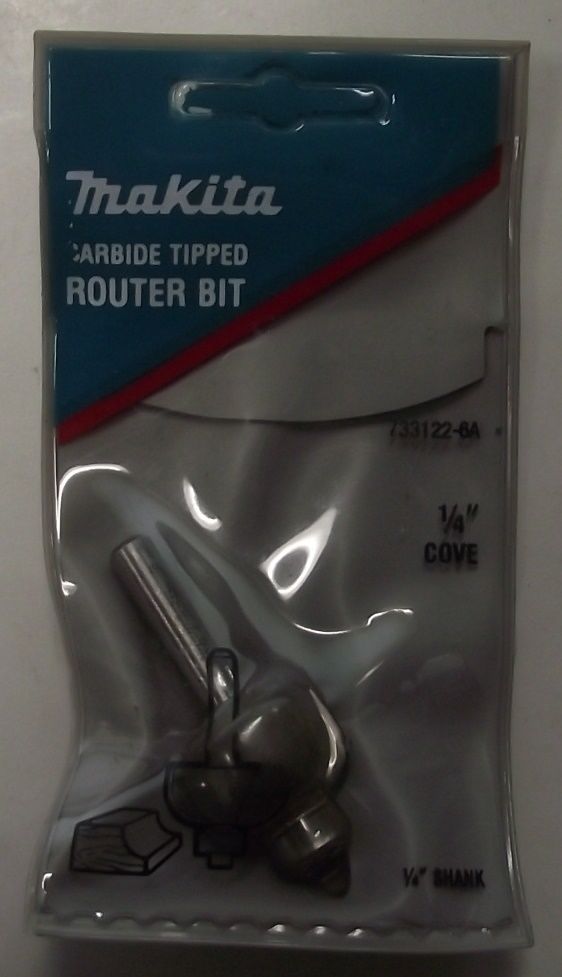 Makita
CARBIDE TIPPED
ROUTER BIT
733122-6A
1/4"
COVE
1/4" SHANK